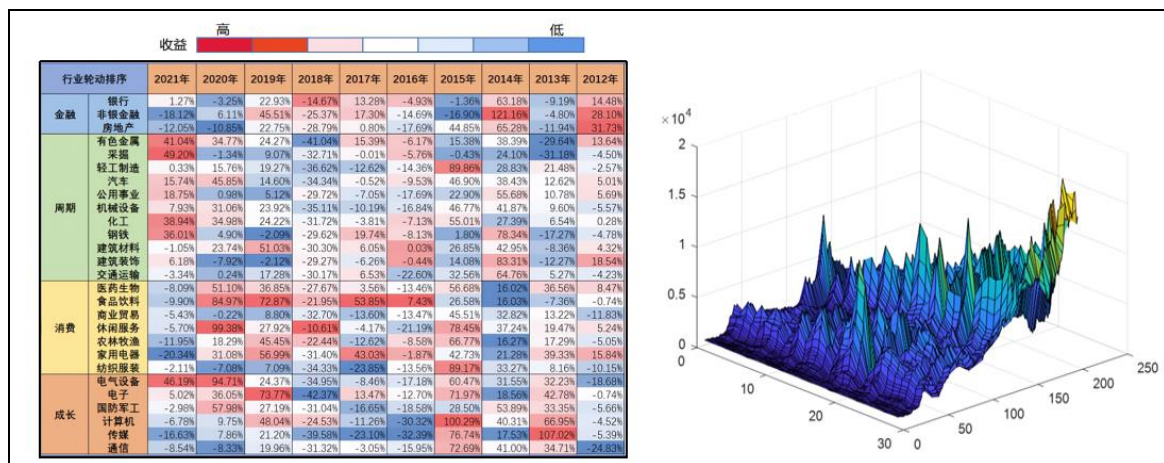 高 低
收益
行业轮动排序 2021年 2020年 2019年 2018年 2017年 2016年 2015年 2014年 2013年 2012年
金融
银行 1.27% -3.25% 22.93% -14.67% 13.28% -4.93% -1.36% 63.18% -9.19% 14.48%
非银金融 -18.12% 6.11% 45.51% -25.37% 17.30% -14.69% -16.90% 121.16% -4.80% 28.10%
房地产 -12.05% -10.85% 22.75% -28.79% 0.80% -17.69% 44.85% 65.28% -11.94% 31.73%
周期
有色金属 41.04% 34.77% 24.27% -41.04% 15.39% -6.17% 15.38% 38.39% -29.64% 13.64%
采掘 49.20% -1.34% 9.07% -32.71% -0.01% -5.76% -0.43% 24.10% -31.18% -4.50%
轻工制造 0.33% 15.76% 19.27% -36.62% -12.62% -14.36% 89.86% 28.83% 21.48% -2.57%
汽车 15.74% 45.85% 14.60% -34.34% -0.52% -9.53% 46.90% 38.43% 12.62% 5.01%
公用事业 18.75% 0.98% 5.12% -29.72% -7.05% -17.69% 22.90% 55.68% 10.78% 5.69%
机械设备 7.93% 31.06% 23.92% -35.11% -10.19% -16.84% 46.77% 41.87% 9.60% -5.57%
化工 38.94% 34.98% 24.22% -31.72% -3.81% -7.13% 55.01% 27.39% 6.54% 0.28%
钢铁 36.01% 4.90% -2.09% -29.62% 19.74% -8.13% 1.80% 78.34% -17.27% -4.78%
建筑材料 -1.05% 23.74% 51.03% -30.30% 6.05% 0.03% 26.85% 42.95% -8.36% 4.32%
建筑装饰 6.18% -7.92% -2.12% -29.27% -6.26% -0.44% 14.08% 83.31% -12.27% 18.54%
交通运输 -3.34% 0.24% 17.28% -30.17% 6.53% -22.60% 32.56% 64.76% 5.27% -4.23%
消费
医药生物 -8.09% 51.10% 36.85% -27.67% 3.56% -13.46% 56.68% 16.02% 36.56% 8.47%
食品饮料 -9.90% 84.97% 72.87% -21.95% 53.85% 7.43% 26.58% 16.03% -7.36% -0.74%
商业贸易 -5.43% -0.22% 8.80% -32.70% -13.60% -13.47% 45.51% 32.82% 13.22% -11.83%
休闲服务 -5.70% 99.38% 27.92% -10.61% -4.17% -21.19% 78.45% 37.24% 19.47% 5.24%
农林牧渔 -11.95% 18.29% 45.45% -22.44% -12.62% -8.58% 66.77% 16.27% 17.29% -5.05%
家用电器 -20.34% 31.08% 56.99% -31.40% 43.03% -1.87% 42.73% 21.28% 39.33% 15.84%
纺织服装 -2.11% -7.08% 7.09% -34.33% -23.85% -13.56% 89.17% 33.27% 8.16% -10.15%
成长
电气设备 46.19% 94.71% 24.37% -34.95% -8.46% -17.18% 60.47% 31.55% 32.23% -18.68%
电子 5.02% 36.05% 73.77% -42.37% 13.47% -12.70% 71.97% 18.56% 42.78% -0.74%
国防军工 -2.98% 57.98% 27.19% -31.04% -16.65% -18.58% 28.50% 53.89% 33.35% -5.66%
计算机 -6.78% 9.75% 48.04% -24.53% -11.26% -30.32% 100.29% 40.31% 66.95% -4.52%
传媒 -16.63% 7.86% 21.20% -39.58% -23.10% -32.39% 76.74% 17.53% 107.02% -5.39%
通信 -8.54% -8.33% 19.96% -31.32% -3.05% -15.95% 72.69% 41.00% 34.71% -24.83%
×10⁴
2
1.5
1
0.5
0
0 10 20 30
0 50 100 150 200 250